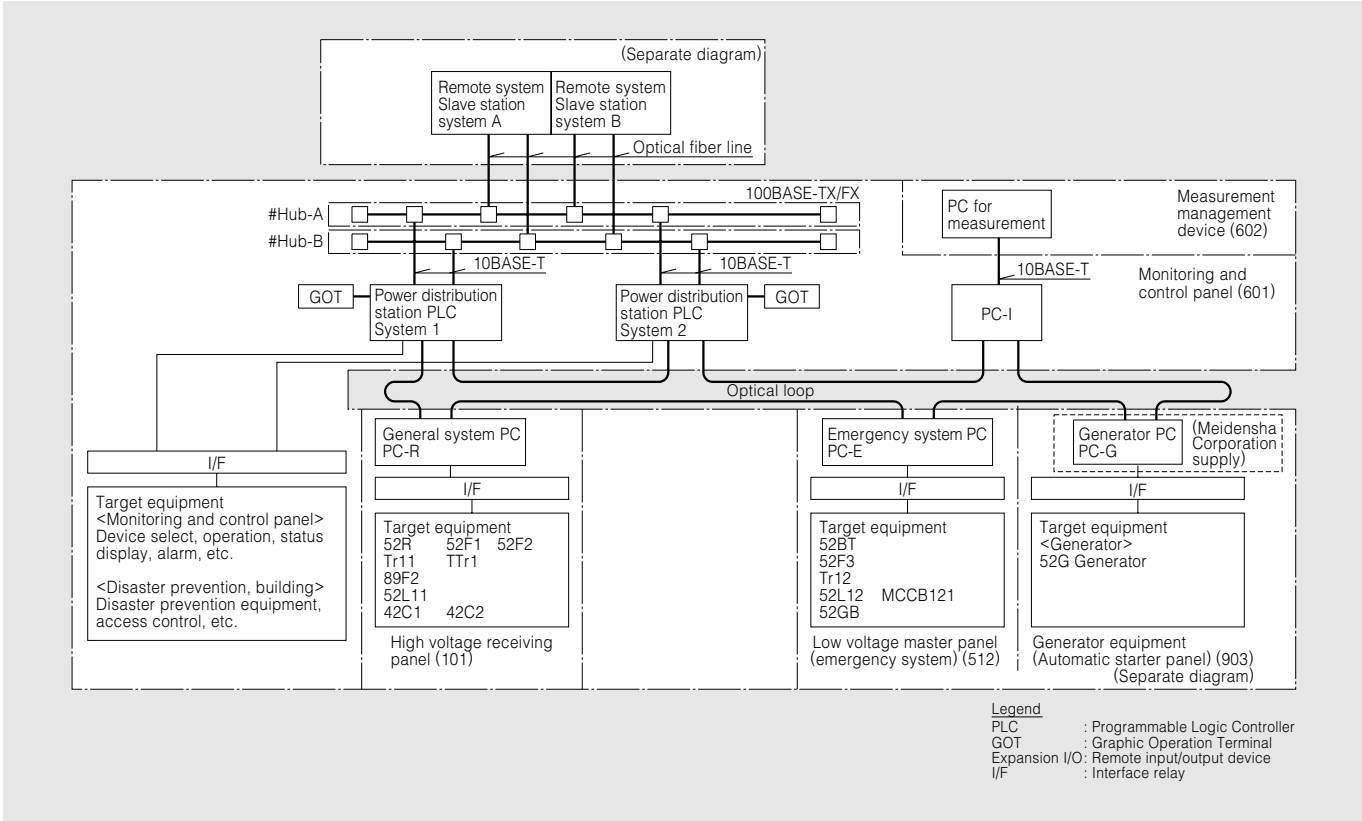 (Separate diagram)
Remote system
Slave station
system A
Remote system
Slave station
system B
Optical fiber line
100BASE-TX/FX
#Hub-A
#Hub-B
10BASE-T
10BASE-T
PC for
measurement
Measurement
management
device (602)
10BASE-T
Monitoring and
control panel (601)
GOT
Power distribution
station PLC
System 1
Power distribution
station PLC
System 2
GOT
PC-I
Optical loop
General system PC
PC-R
Emergency system PC
PC-E
Generator PC
PC-G
(Meidensha
Corporation
supply)
I/F
I/F
I/F
I/F
Target equipment
<Monitoring and control panel>
Device select, operation, status
display, alarm, etc.
<Disaster prevention, building>
Disaster prevention equipment,
access control, etc.
Target equipment
52R 52F1 52F2
Tr11 TTr1
89F2
52L11
42C1 42C2
High voltage receiving
panel (101)
Target equipment
52BT
52F3
Tr12
52L12 MCCB121
52GB
Low voltage master panel
(emergency system) (512)
Target equipment
<Generator>
52G Generator
Generator equipment
(Automatic starter panel) (903)
(Separate diagram)
Legend
PLC : Programmable Logic Controller
GOT : Graphic Operation Terminal
Expansion I/O: Remote input/output device
I/F : Interface relay